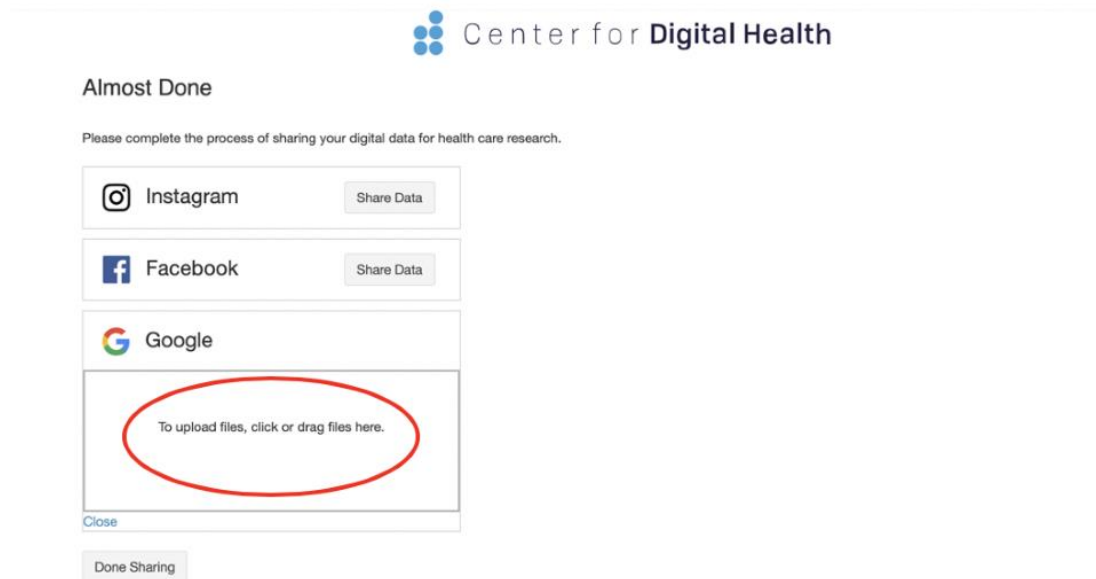 Center for Digital Health
Almost Done
Please complete the process of sharing your digital data for health care research.
Instagram
Share Data
Facebook
Share Data
Google
To upload files, click or drag files here.
Close
Done Sharing